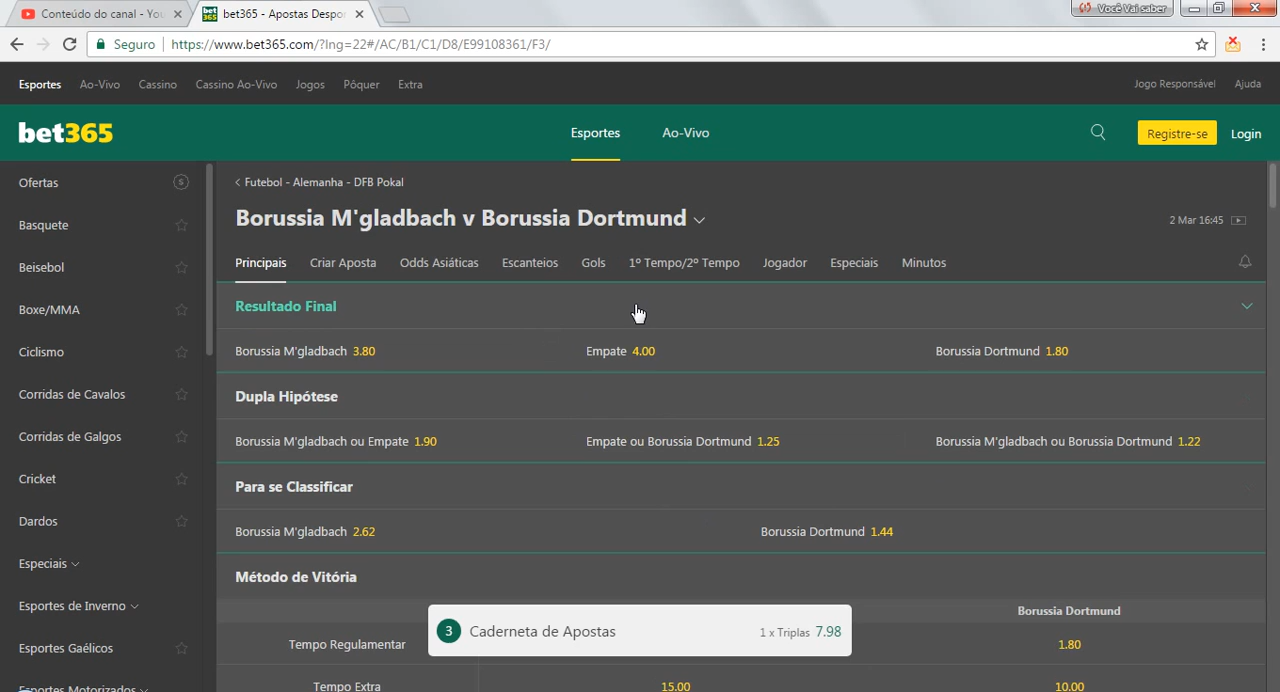 Conteúdo do canal - You
bet365 - Apostas Despor
Você Vai saber
Seguro
https://www.bet365.com/?lng=22#/AC/B1/C1/D8/E99108361/F3/
Esportes Ao-Vivo Cassino Cassino Ao-Vivo Jogos Pôquer Extra Jogo Responsável Ajuda
bet365 Esportes Ao-Vivo Registre-se Login
Ofertas
Basquete
Beisebol
Boxe/MMA
Ciclismo
Corridas de Cavalos
Corridas de Galgos
Cricket
Dardos
Especiais
Esportes de Inverno
Esportes Gaélicos
Esportes Motorizados
< Futebol - Alemanha - DFB Pokal
Borussia M'gladbach v Borussia Dortmund
2 Mar 16:45
Principais Criar Aposta Odds Asiáticas Escanteios Gols 1º Tempo/2º Tempo Jogador Especiais Minutos
Resultado Final
Borussia M'gladbach 3.80 Empate 4.00 Borussia Dortmund 1.80
Dupla Hipótese
Borussia M'gladbach ou Empate 1.90 Empate ou Borussia Dortmund 1.25 Borussia M'gladbach ou Borussia Dortmund 1.22
Para se Classificar
Borussia M'gladbach 2.62 Borussia Dortmund 1.44
Método de Vitória
Borussia Dortmund
Tempo Regulamentar 1.80
3 Caderneta de Apostas 1 x Triplas 7.98
Tempo Extra 15.00 10.00